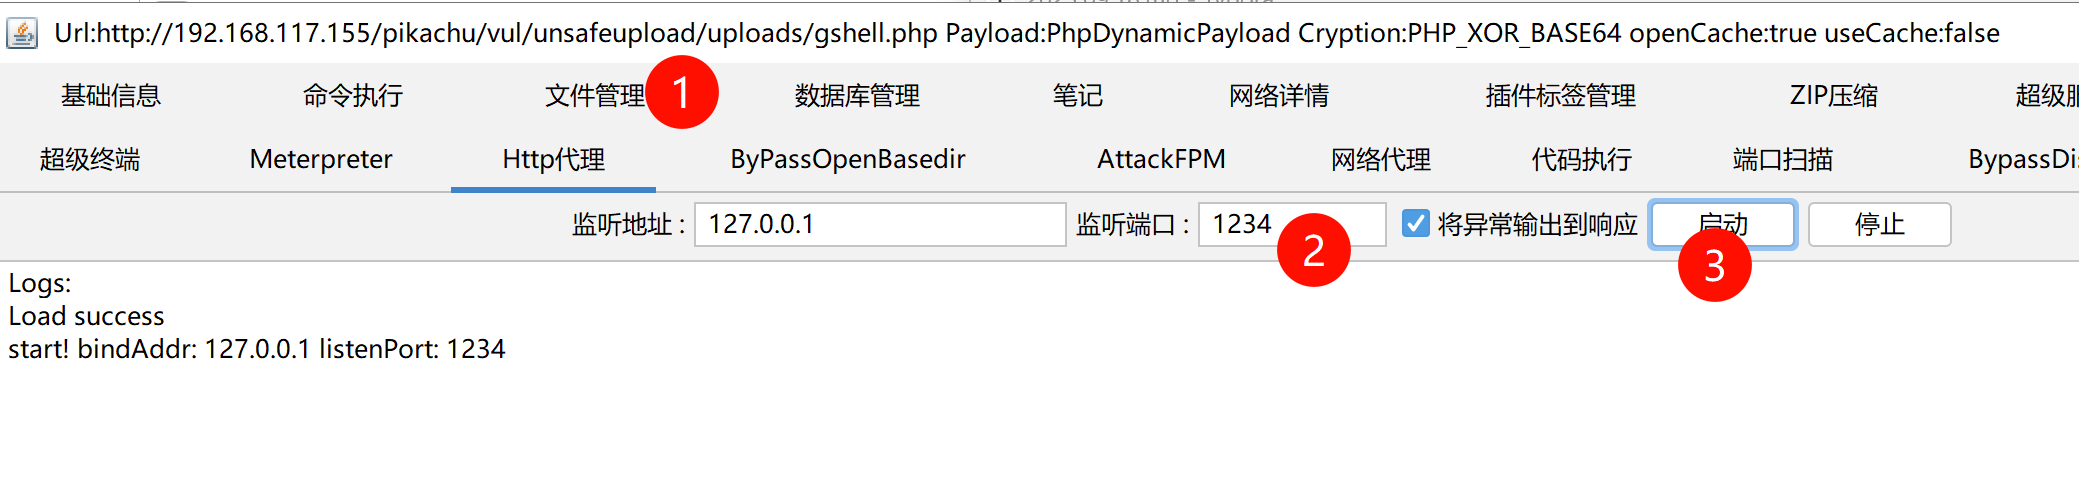 Url:http://192.168.117.155/pikachu/vul/unsafeupload/uploads/gshell.php Payload:PhpDynamicPayload Cryption:PHP_XOR_BASE64 openCache:true useCache:false
基础信息 命令执行 文件管理 1 数据库管理 笔记 网络详情 插件标签管理 ZIP压缩 超级
超级终端 Meterpreter Http代理 ByPassOpenBasedir AttackFPM 网络代理 代码执行 端口扫描 BypassDi
监听地址 : 127.0.0.1 监听端口 : 1234 2 将异常输出到响应 启动 3 停止
Logs:
Load success
start! bindAddr: 127.0.0.1 listenPort: 1234